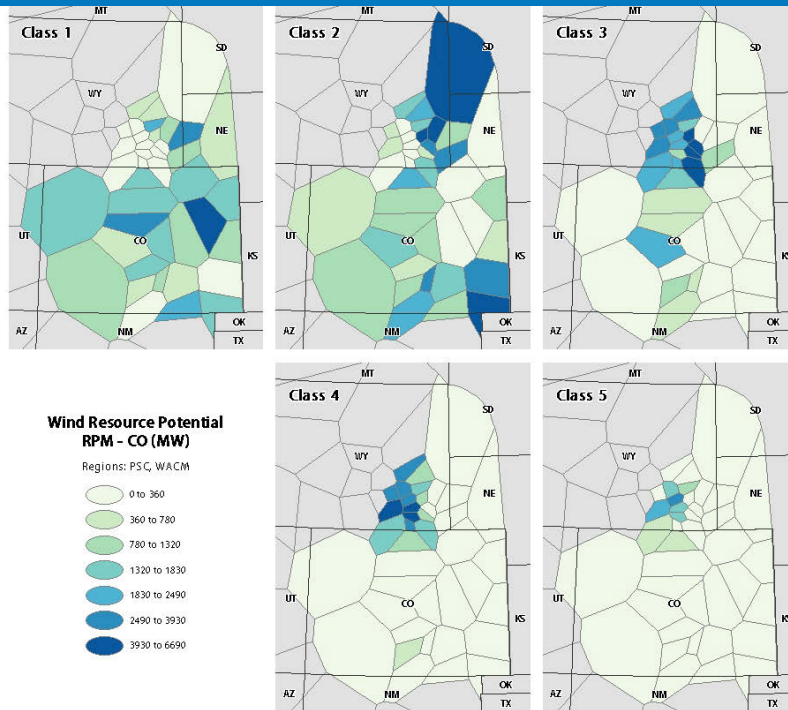 Class 1
MT
SD
WY
NE
UT
CO
KS
AZ
NM
OK
TX
Class 2
MT
SD
WY
NE
UT
CO
KS
AZ
NM
OK
TX
Class 3
MT
SD
WY
NE
UT
CO
KS
AZ
NM
OK
TX
Wind Resource Potential
RPM - CO (MW)
Regions: PSC, WACM
0 to 360
360 to 780
780 to 1320
1320 to 1830
1830 to 2490
2490 to 3930
3930 to 6690
Class 4
MT
SD
WY
NE
UT
CO
KS
AZ
NM
OK
TX
Class 5
MT
SD
WY
NE
UT
CO
KS
AZ
NM
OK
TX